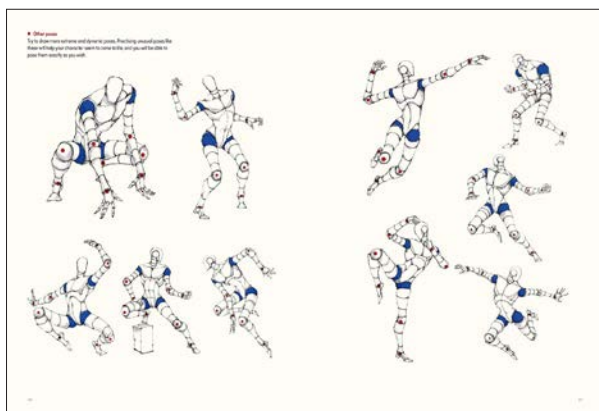 Other poses
Try to draw more extreme and dynamic poses. Practising unusual poses like
these will help your character seem to come to life, and you will be able to
pose them exactly as you wish.